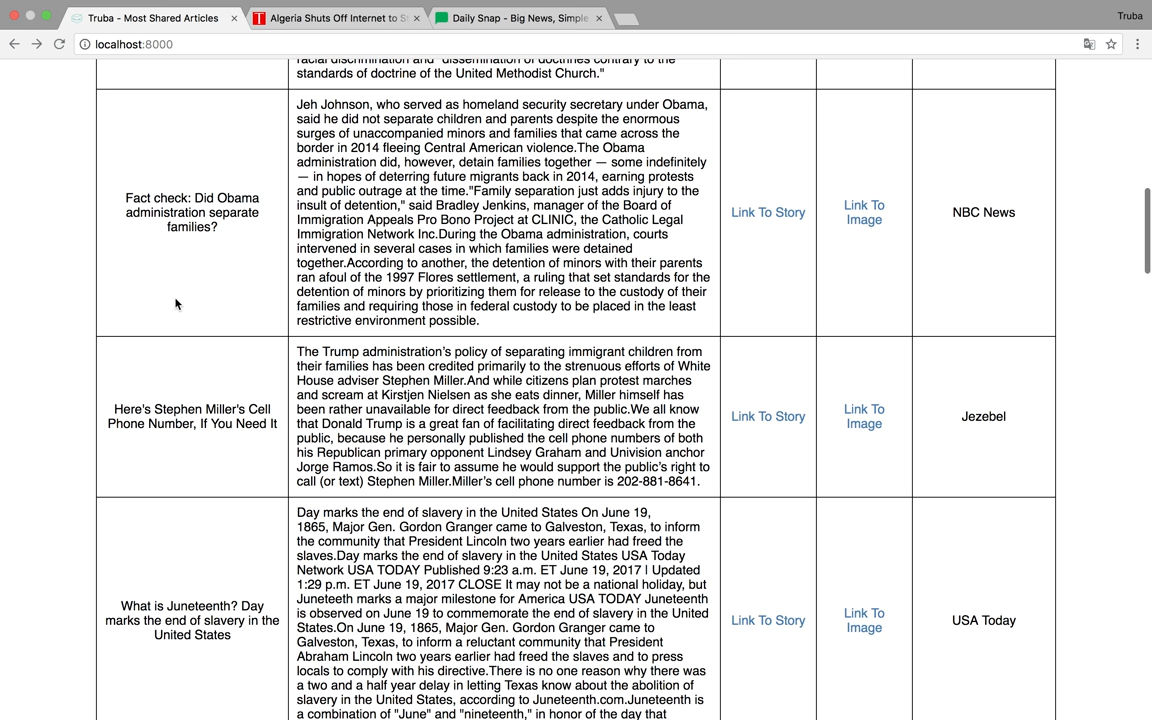 Truba - Most Shared Articles
Algeria Shuts Off Internet to S
Daily Snap - Big News, Simple
Truba
localhost:8000
racial discrimination and "dissemination of doctrines contrary to the
standards of doctrine of the United Methodist Church."
Fact check: Did Obama
administration separate
families?
Jeh Johnson, who served as homeland security secretary under Obama,
said he did not separate children and parents despite the enormous
surges of unaccompanied minors and families that came across the
border in 2014 fleeing Central American violence.The Obama
administration did, however, detain families together — some indefinitely
— in hopes of deterring future migrants back in 2014, earning protests
and public outrage at the time."Family separation just adds injury to the
insult of detention," said Bradley Jenkins, manager of the Board of
Immigration Appeals Pro Bono Project at CLINIC, the Catholic Legal
Immigration Network Inc.During the Obama administration, courts
intervened in several cases in which families were detained
together.According to another, the detention of minors with their parents
ran afoul of the 1997 Flores settlement, a ruling that set standards for the
detention of minors by prioritizing them for release to the custody of their
families and requiring those in federal custody to be placed in the least
restrictive environment possible.
Link To Story
Link To
Image
NBC News
Here's Stephen Miller's Cell
Phone Number, If You Need It
The Trump administration's policy of separating immigrant children from
their families has been credited primarily to the strenuous efforts of White
House adviser Stephen Miller.And while citizens plan protest marches
and scream at Kirstjen Nielsen as she eats dinner, Miller himself has
been rather unavailable for direct feedback from the public.We all know
that Donald Trump is a great fan of facilitating direct feedback from the
public, because he personally published the cell phone numbers of both
his Republican primary opponent Lindsey Graham and Univision anchor
Jorge Ramos.So it is fair to assume he would support the public's right to
call (or text) Stephen Miller.Miller's cell phone number is 202-881-8641.
Link To Story
Link To
Image
Jezebel
What is Juneteenth? Day
marks the end of slavery in the
United States
Day marks the end of slavery in the United States On June 19,
1865, Major Gen. Gordon Granger came to Galveston, Texas, to inform
the community that President Lincoln two years earlier had freed the
slaves.Day marks the end of slavery in the United States USA Today
Network USA TODAY Published 9:23 a.m. ET June 19, 2017 | Updated
1:29 p.m. ET June 19, 2017 CLOSE It may not be a national holiday, but
Juneteeth marks a major milestone for America USA TODAY Juneteenth
is observed on June 19 to commemorate the end of slavery in the United
States.On June 19, 1865, Major Gen. Gordon Granger came to
Galveston, Texas, to inform a reluctant community that President
Abraham Lincoln two years earlier had freed the slaves and to press
locals to comply with his directive.There is no one reason why there was
a two and a half year delay in letting Texas know about the abolition of
slavery in the United States, according to Juneteenth.com.Juneteenth is
a combination of "June" and "nineteenth," in honor of the day that
Link To Story
Link To
Image
USA Today